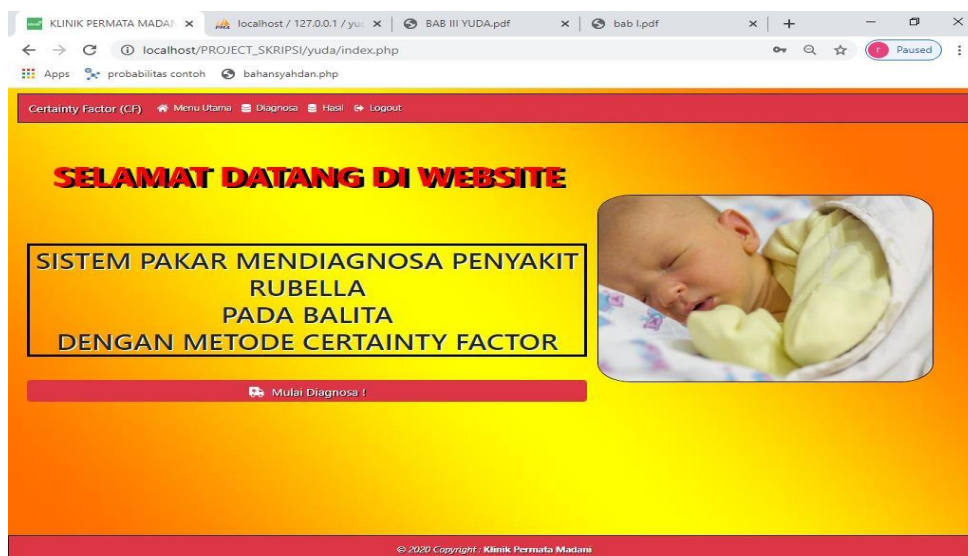 KLINIK PERMATA MADAN
localhost / 127.0.0.1 / yu
BAB III YUDA.pdf
bab I.pdf
localhost/PROJECT_SKRIPSI/yuda/index.php
Paused
Apps
probabilitas contoh
bahansyahdan.php
Certainty Factor (CF) Menu Utama Diagnosa Hasil Logout
SELAMAT DATANG DI WEBSITE
SISTEM PAKAR MENDIAGNOSA PENYAKIT
RUBELLA
PADA BALITA
DENGAN METODE CERTAINTY FACTOR
Mulai Diagnosa !
© 2020 Copyright : Klinik Permata Madani